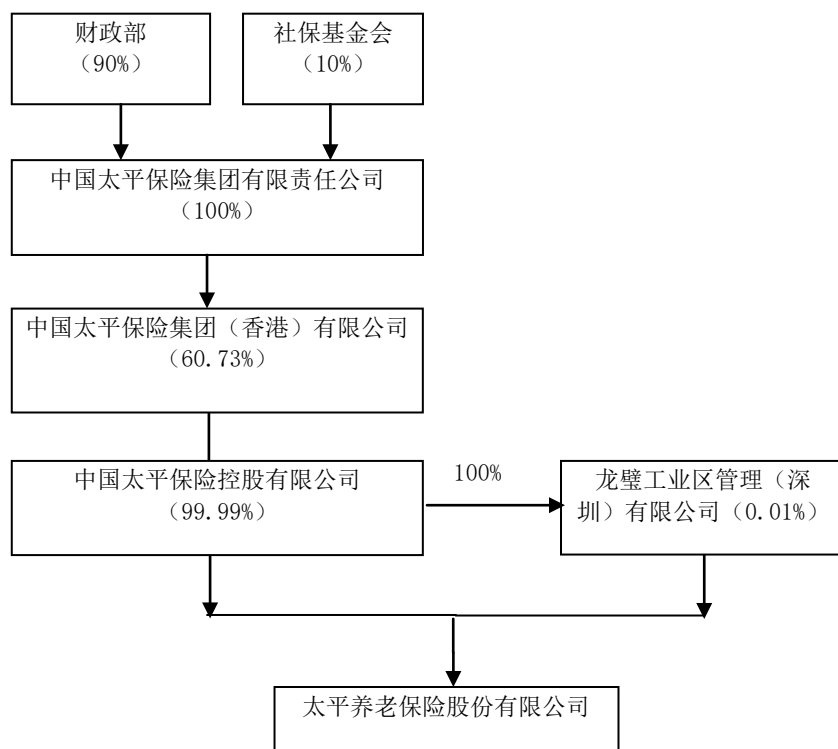 财政部
（90%）
社保基金会
（10%）
中国太平保险集团有限责任公司
（100%）
中国太平保险集团（香港）有限公司
（60.73%）
中国太平保险控股有限公司
（99.99%）
100%
龙璧工业区管理（深
圳）有限公司（0.01%）
太平养老保险股份有限公司